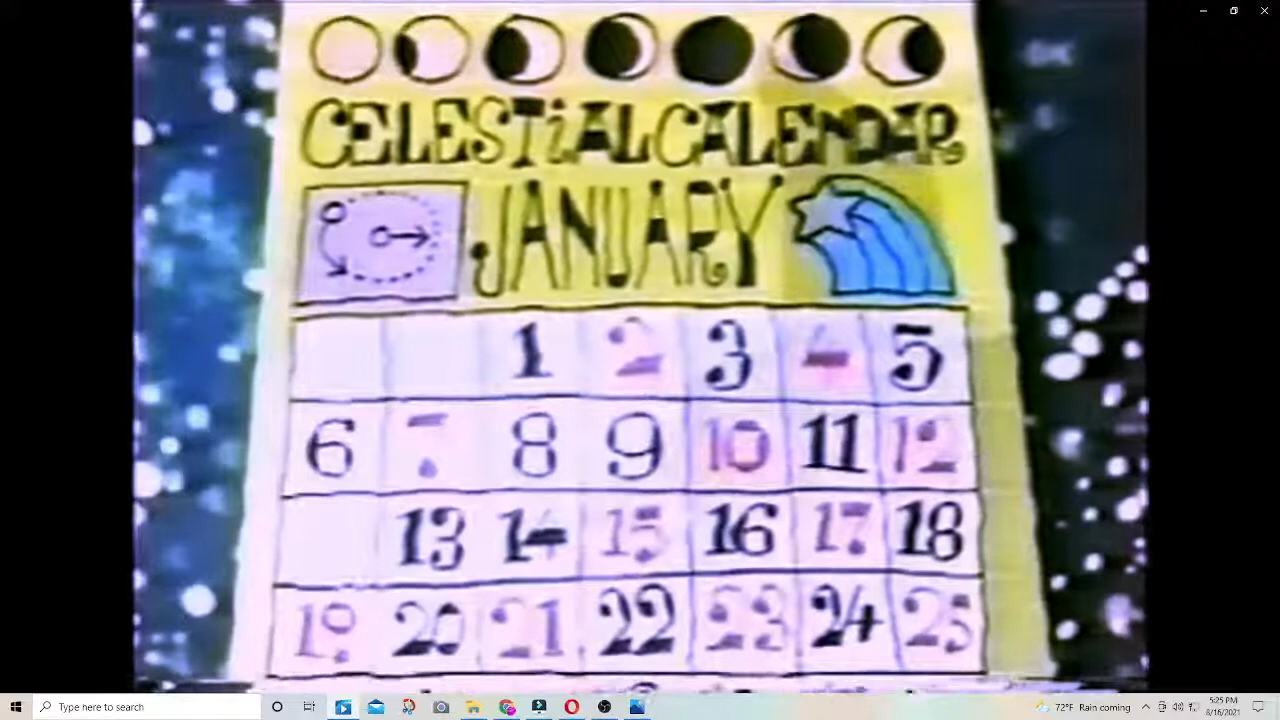 CELESTIAL CALENDAR
JANUARY
1 2 3 4 5
6 7 8 9 10 11 12
13 14 15 16 17 18
19 20 21 22 23 24 25
Type here to search
72°F Rain coming
5:25 PM
8/16/2021